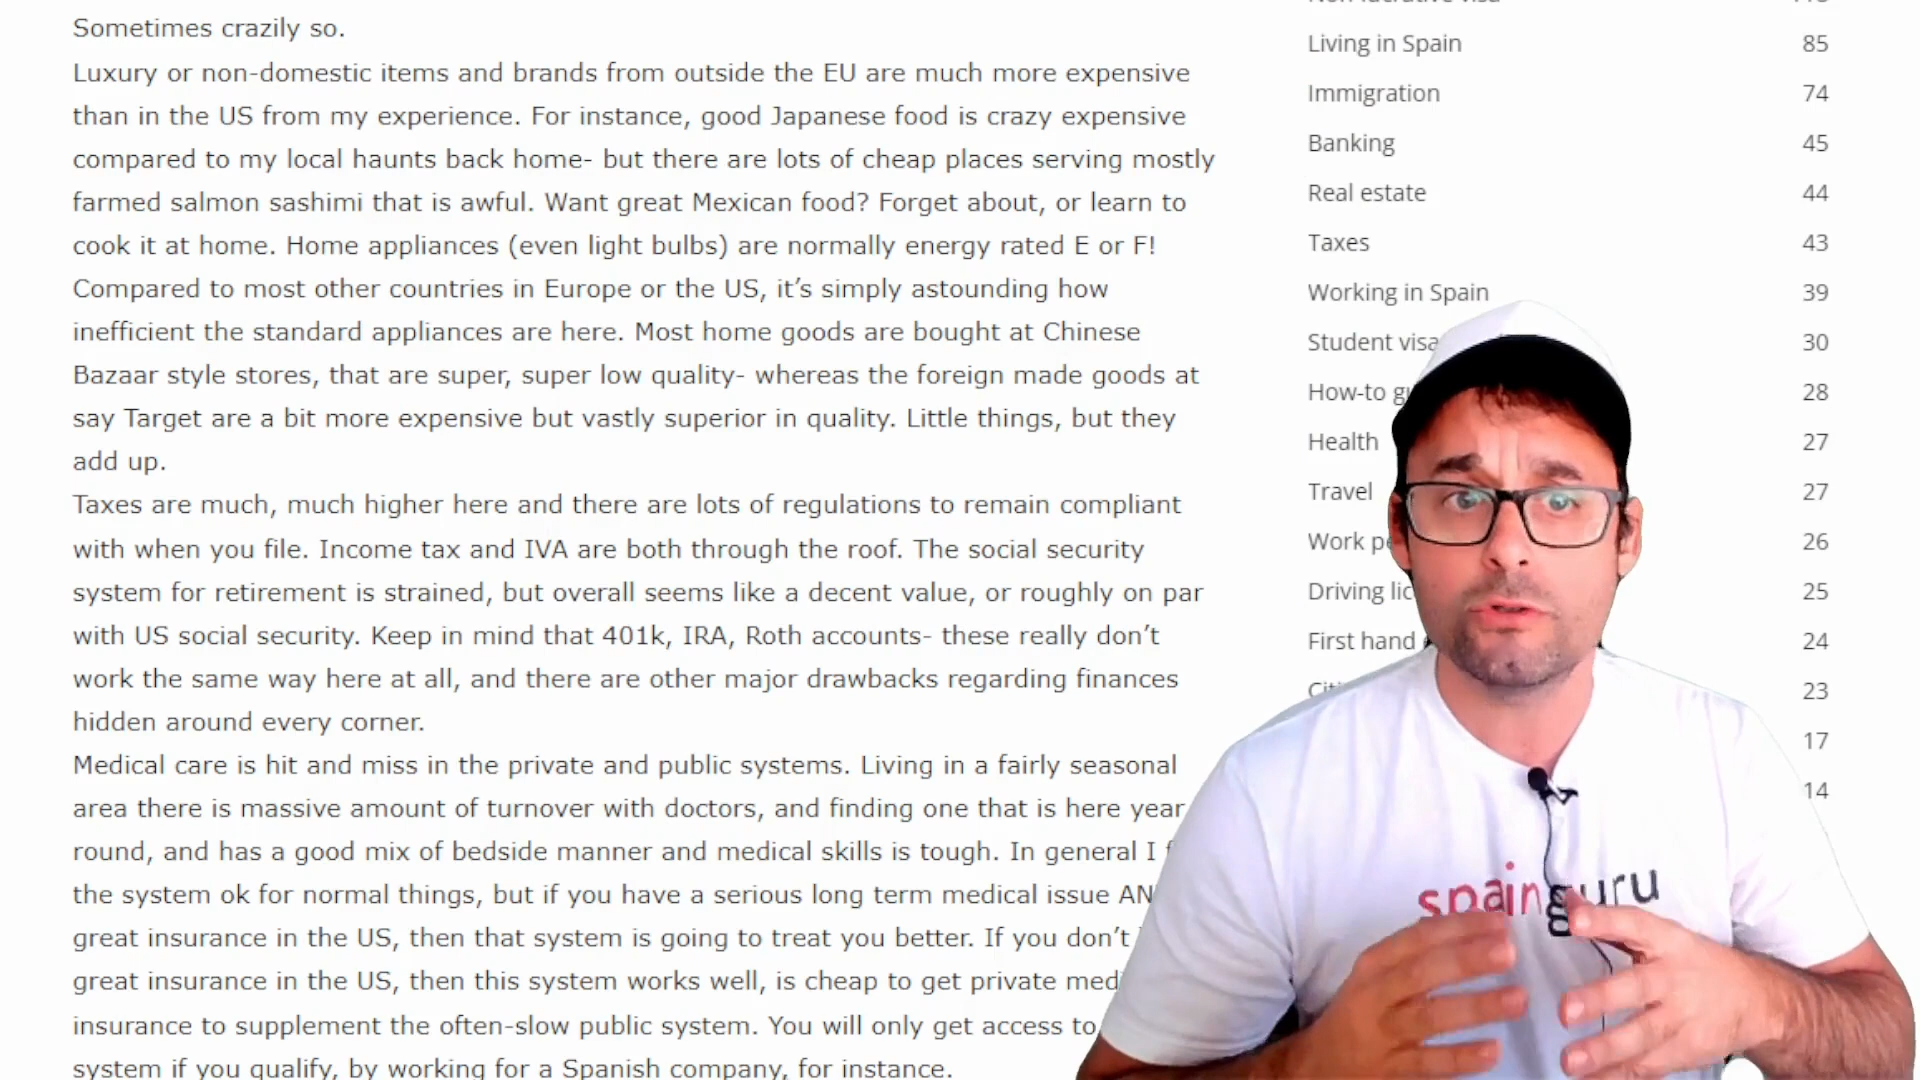 Sometimes crazily so.
Luxury or non-domestic items and brands from outside the EU are much more expensive
than in the US from my experience. For instance, good Japanese food is crazy expensive
compared to my local haunts back home- but there are lots of cheap places serving mostly
farmed salmon sashimi that is awful. Want great Mexican food? Forget about, or learn to
cook it at home. Home appliances (even light bulbs) are normally energy rated E or F!
Compared to most other countries in Europe or the US, it’s simply astounding how
inefficient the standard appliances are here. Most home goods are bought at Chinese
Bazaar style stores, that are super, super low quality- whereas the foreign made goods at
say Target are a bit more expensive but vastly superior in quality. Little things, but they
add up.
Taxes are much, much higher here and there are lots of regulations to remain compliant
with when you file. Income tax and IVA are both through the roof. The social security
system for retirement is strained, but overall seems like a decent value, or roughly on par
with US social security. Keep in mind that 401k, IRA, Roth accounts- these really don’t
work the same way here at all, and there are other major drawbacks regarding finances
hidden around every corner.
Medical care is hit and miss in the private and public systems. Living in a fairly seasonal
area there is massive amount of turnover with doctors, and finding one that is here year
round, and has a good mix of bedside manner and medical skills is tough. In general I
the system ok for normal things, but if you have a serious long term medical issue
great insurance in the US, then that system is going to treat you better. If you don’t
great insurance in the US, then this system works well, is cheap to get private
insurance to supplement the often-slow public system. You will only get access to
system if you qualify, by working for a Spanish company, for instance.
Living in Spain 85
Immigration 74
Banking 45
Real estate 44
Taxes 43
Working in Spain 39
Student visa 30
How-to 28
Health 27
Travel 27
Work 26
Driving 25
First hand 24
23
17
14
spainguru